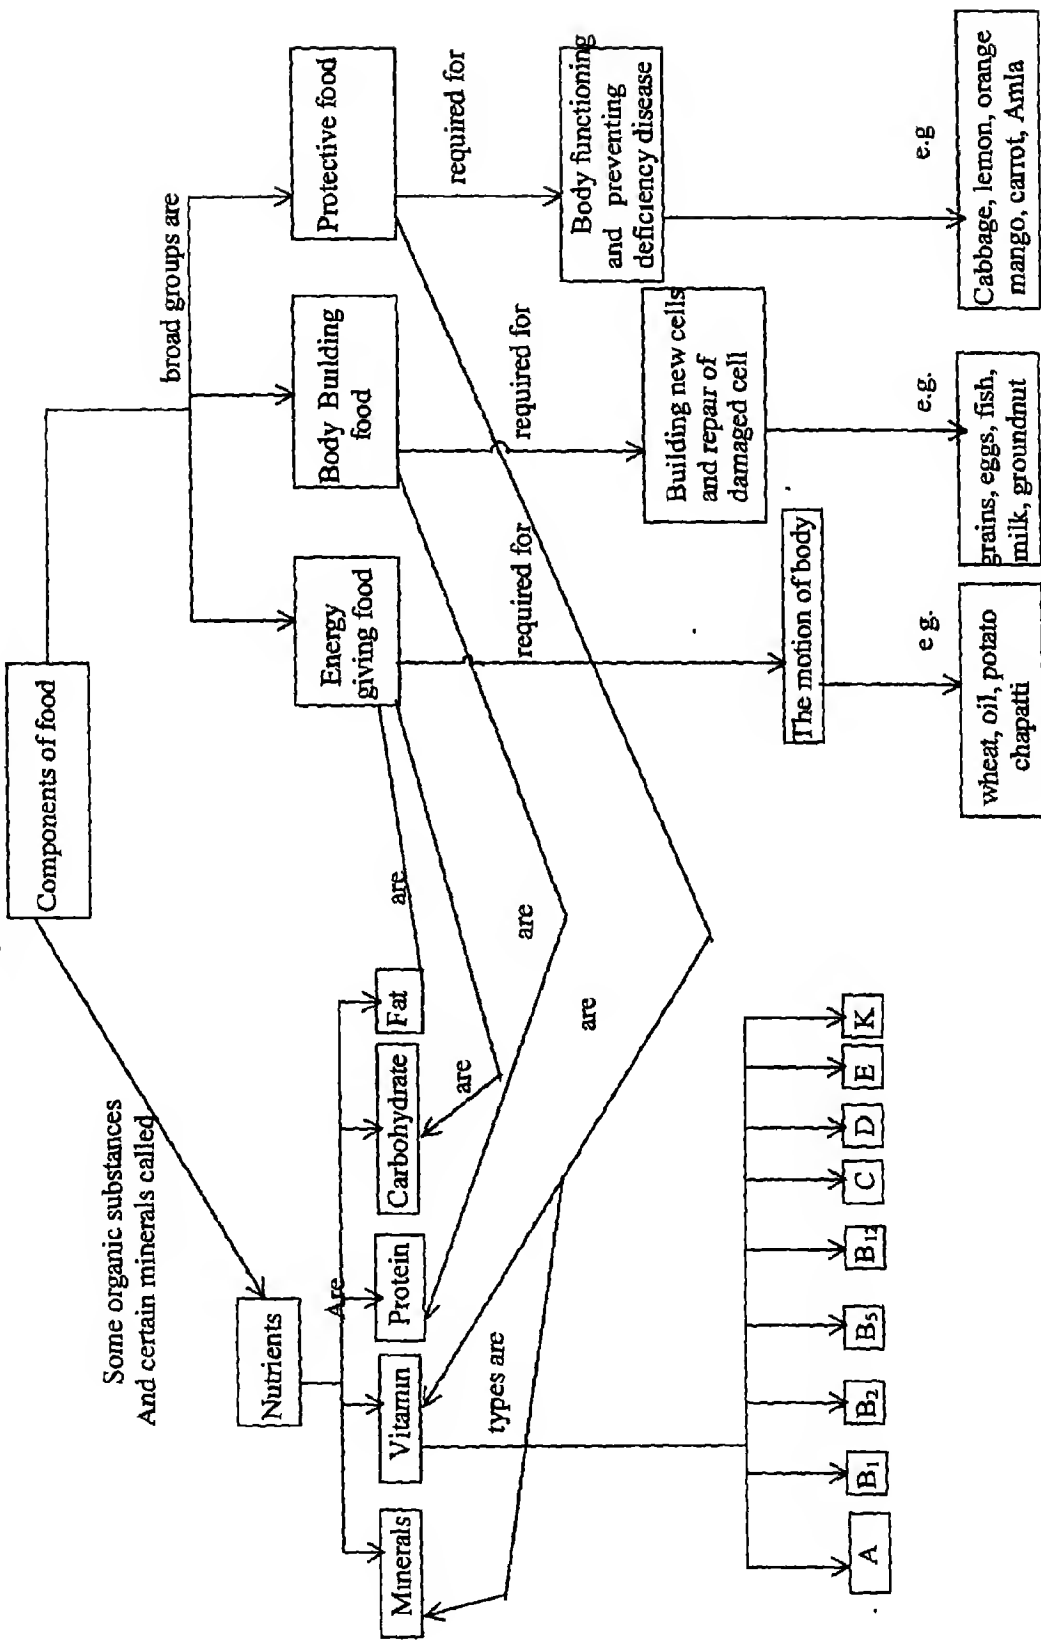 Components of food
Some organic substances
And certain minerals called
broad groups are
Nutrients
Are
Energy
giving food
Body Building
food
Protective food
Minerals
Vitamin
Protein
Carbohydrate
Fat
are
are
are
are
types are
required for
required for
required for
The motion of body
Building new cells
and repair of
damaged cell
Body functioning
and preventing
deficiency disease
A
B1
B2
B5
B12
C
D
E
K
e g.
e.g.
e.g
wheat, oil, potato
chapatti
grains, eggs, fish,
milk, groundnut
Cabbage, lemon, orange
mango, carrot, Amla